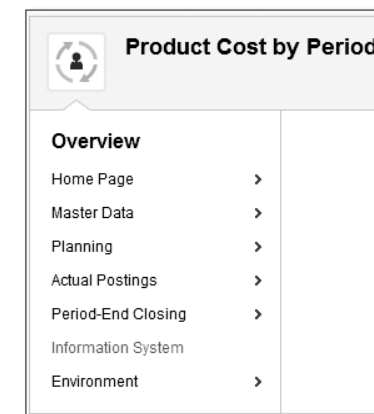 Product Cost by Period
Overview
Home Page
Master Data
Planning
Actual Postings
Period-End Closing
Information System
Environment